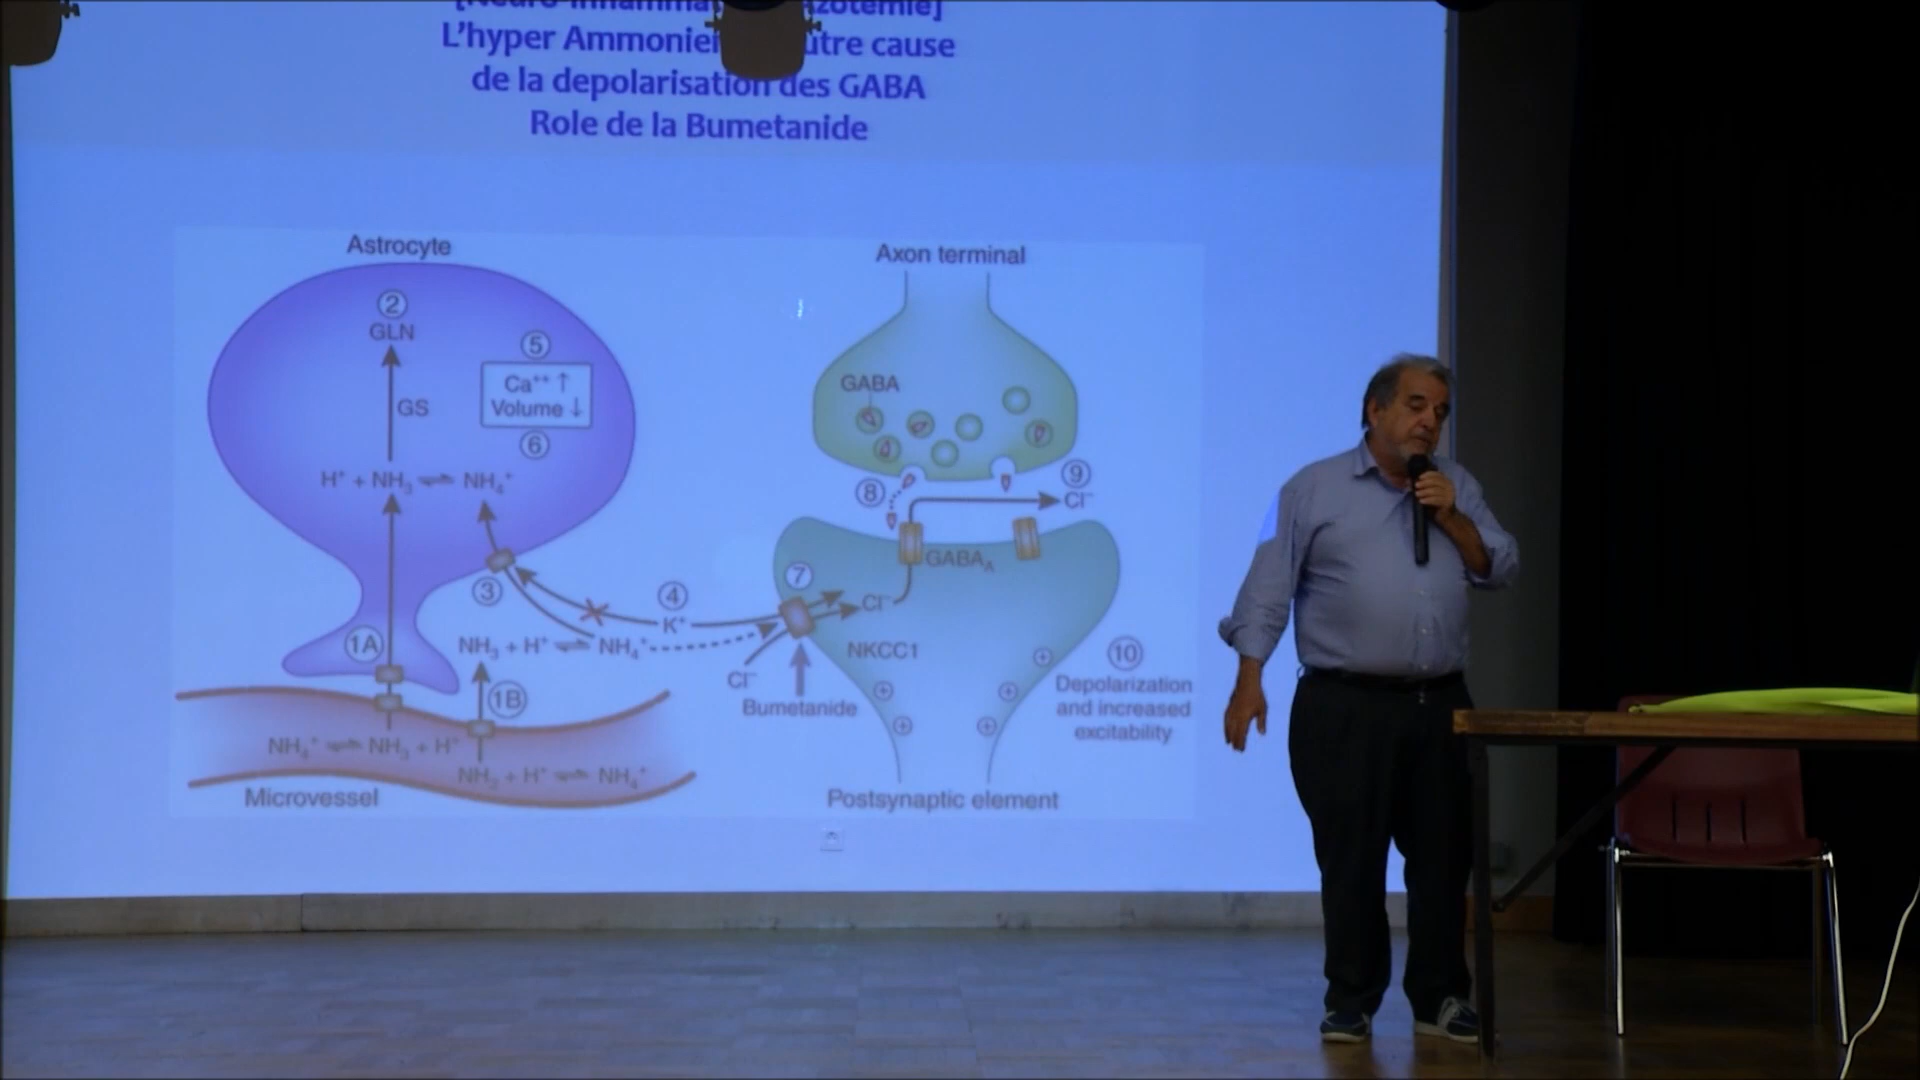 L'hyper Ammonie utre cause
de la depolarisation des GABA
Role de la Bumetanide
Astrocyte
2
GLN
GS
5
Ca⁺⁺ ↑
Volume ↓
6
H⁺ + NH₃ ⇌ NH₄⁺
3
4
K⁺
1A
NH₃ + H⁺ ⇌ NH₄⁺
1B
NH₄⁺ ⇌ NH₃ + H⁺
NH₃ + H⁺ ⇌ NH₄⁺
Microvessel
Axon terminal
GABA
8
9
Cl⁻
GABA_A
7
Cl⁻
NKCC1
Cl⁻
Bumetanide
10
Depolarization
and increased
excitability
Postsynaptic element